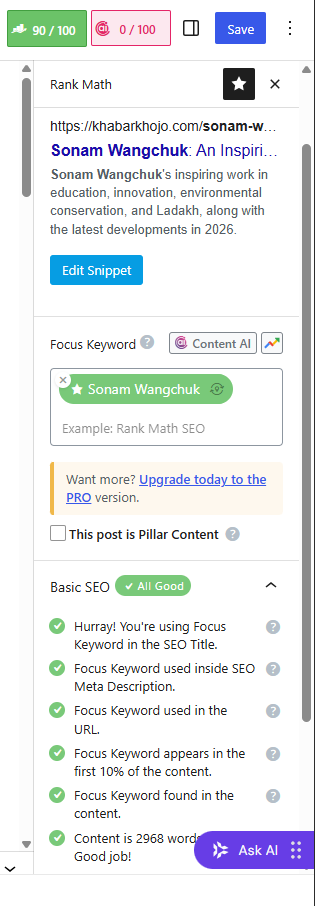 90 / 100
0 / 100
Save
Rank Math
https://khabarkhojo.com/sonam-w...
Sonam Wangchuk: An Inspiri...
Sonam Wangchuk's inspiring work in
education, innovation, environmental
conservation, and Ladakh, along with
the latest developments in 2026.
Edit Snippet
Focus Keyword
Content AI
Sonam Wangchuk
Example: Rank Math SEO
Want more? Upgrade today to the
PRO version.
This post is Pillar Content
Basic SEO
All Good
Hurray! You're using Focus
Keyword in the SEO Title.
Focus Keyword used inside SEO
Meta Description.
Focus Keyword used in the
URL.
Focus Keyword appears in the
first 10% of the content.
Focus Keyword found in the
content.
Content is 2968 words
Good job!
Ask AI